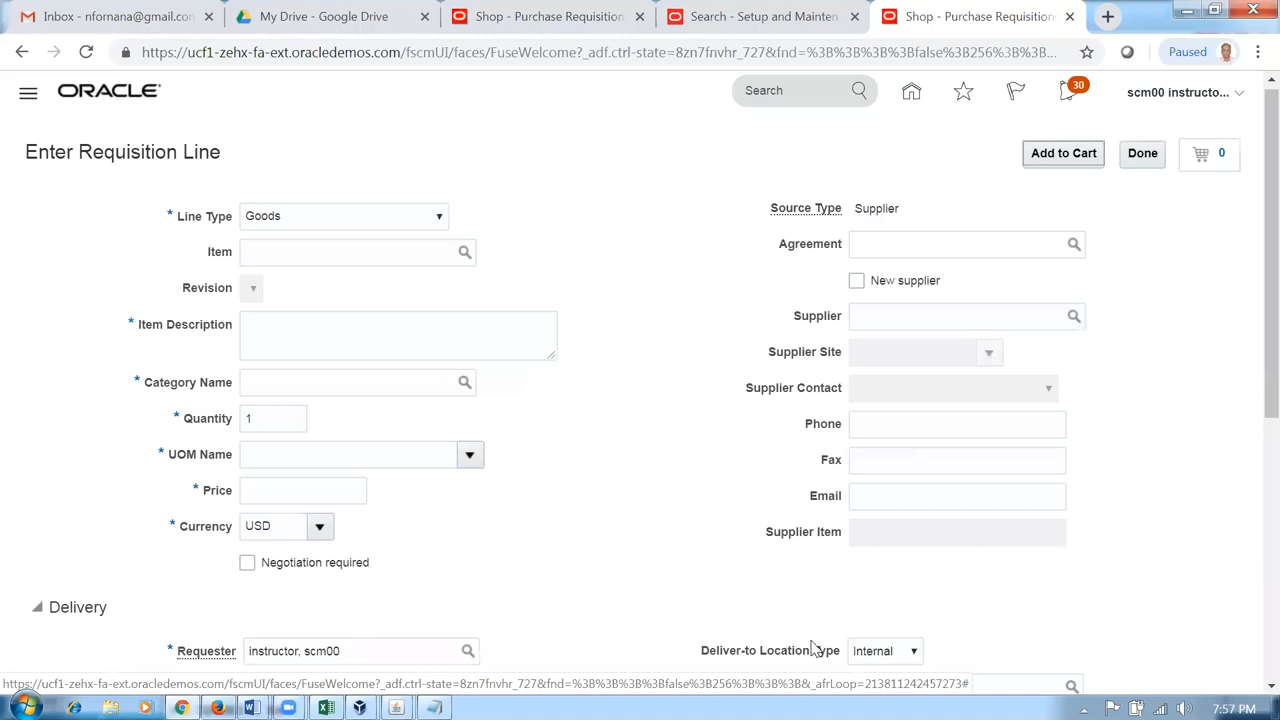 Inbox - nfornana@gmail.com
My Drive - Google Drive
Search - Setup and Mainten
Shop - Purchase Requisitions
https://ucf1-zehx-fa-ext.oracledemos.com/fscmUI/faces/FuseWelcome?_adf.ctrl-state=8zn7fnvhr_727&fnd=%3B%3B%3B%3Bfalse%3B256%3B%3B%3B...
Paused
ORACLE
Search
30
scm00 instructo...
Enter Requisition Line
Add to Cart
Done
0
* Line Type Goods
Source Type Supplier
Item
Agreement
Revision
New supplier
* Item Description
Supplier
Supplier Site
* Category Name
Supplier Contact
* Quantity 1
Phone
* UOM Name
Fax
* Price
Email
* Currency USD
Supplier Item
Negotiation required
Delivery
* Requester instructor, scm00
Deliver-to Location Type Internal
https://ucf1-zehx-fa-ext.oracledemos.com/fscmUI/faces/FuseWelcome?_adf.ctrl-state=8zn7fnvhr_727&fnd=%3B%3B%3B%3Bfalse%3B256%3B%3B%3B&_afrLoop=213811242457273#
7:57 PM